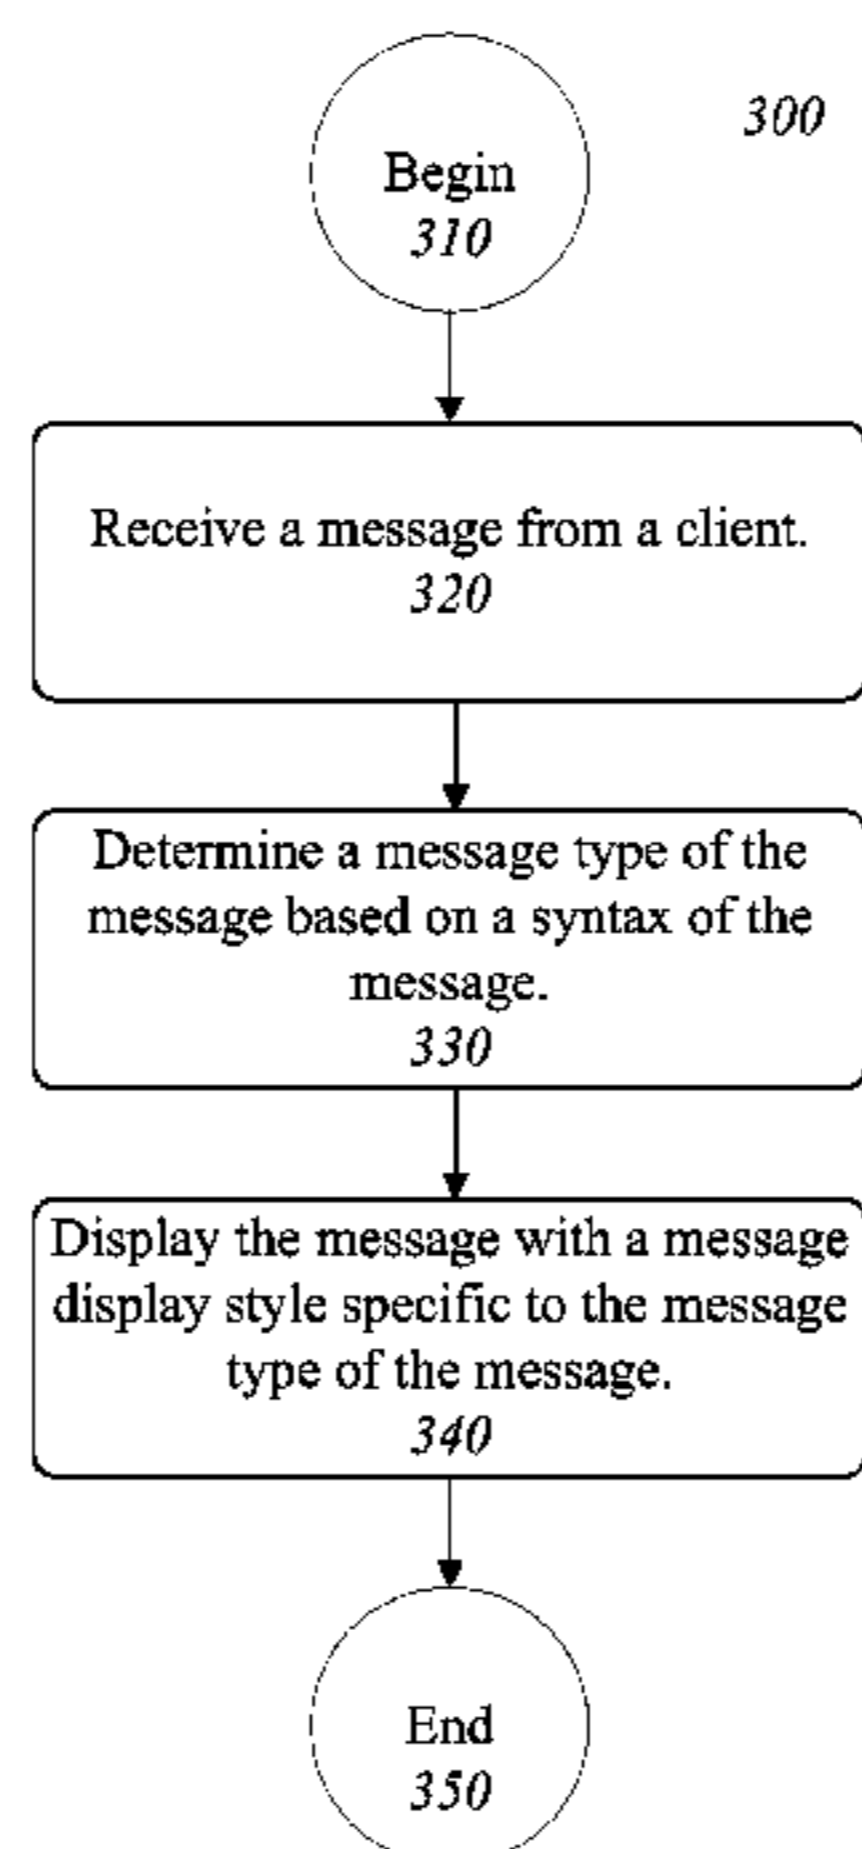 300
Begin
310
Receive a message from a client.
320
Determine a message type of the
message based on a syntax of the
message.
330
Display the message with a message
display style specific to the message
type of the message.
340
End
350